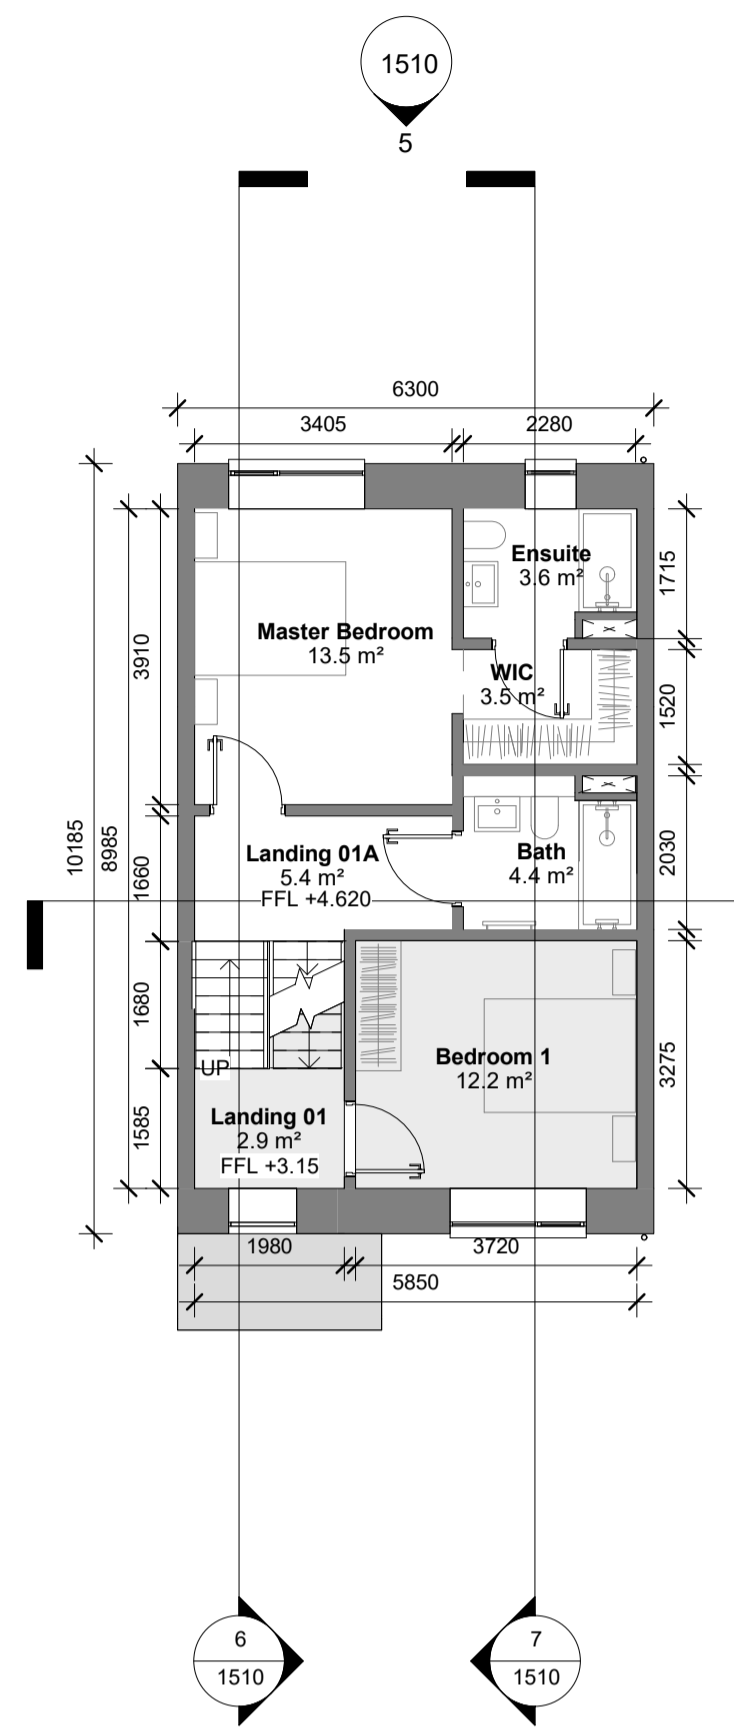 1510
5
6300
3405
2280
Ensuite
3.6 m²
1715
Master Bedroom
13.5 m²
3910
WIC
3.5 m²
1520
10185
8985
Landing 01A
5.4 m²
FFL +4.620
1660
Bath
4.4 m²
2030
1680
UP
Bedroom 1
12.2 m²
3275
Landing 01
2.9 m²
FFL +3.15
1585
1980
3720
5850
6
1510
7
1510